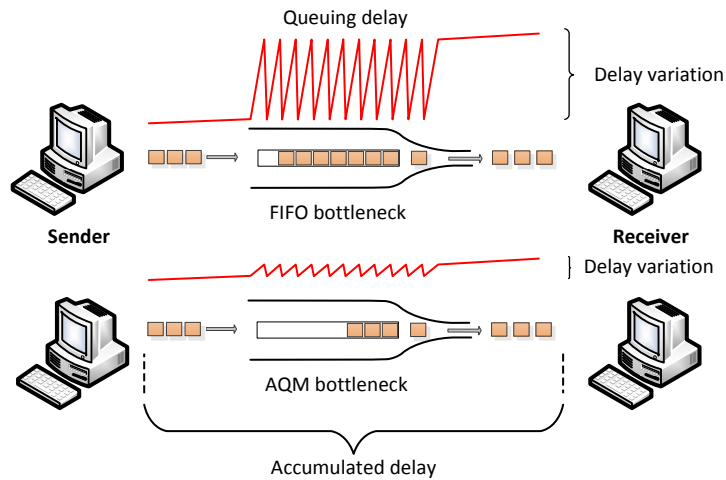 Queuing delay
Delay variation
FIFO bottleneck
Sender
Receiver
Delay variation
AQM bottleneck
Accumulated delay